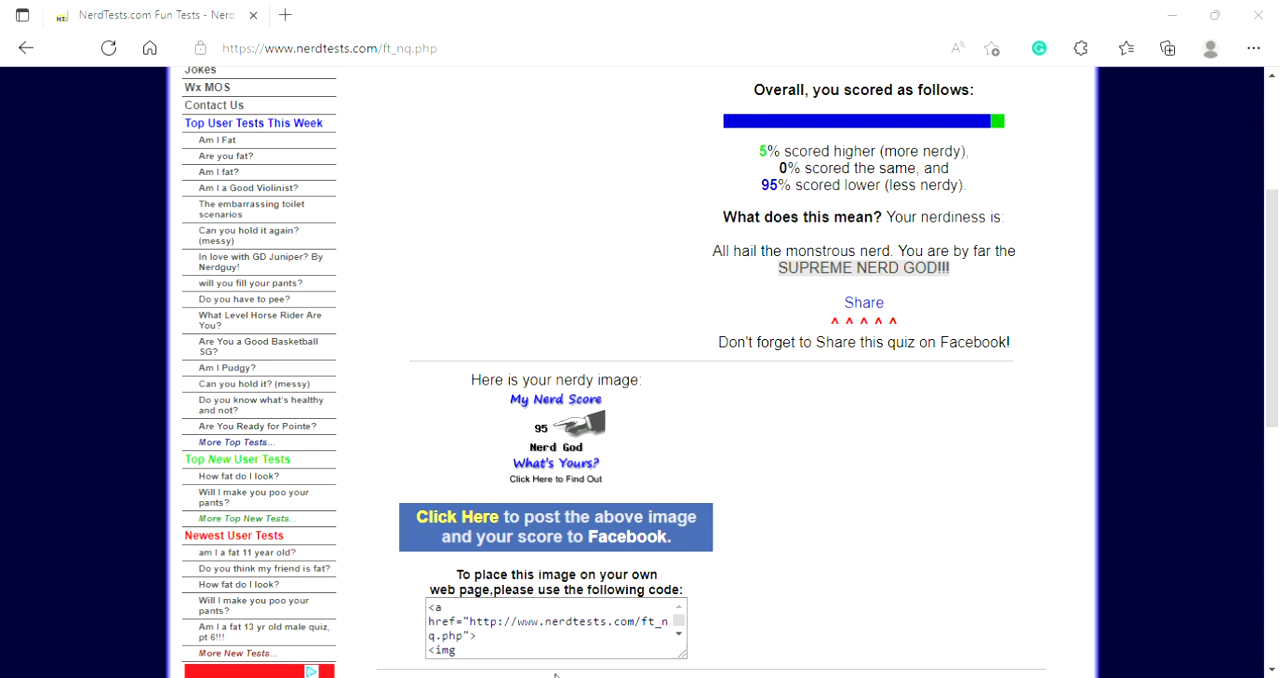 NerdTests.com Fun Tests - Nerd
https://www.nerdtests.com/ft_nq.php
Jokes
Wx MOS
Contact Us
Top User Tests This Week
Am I Fat
Are you fat?
Am I fat?
Am I a Good Violinist?
The embarrassing toilet
scenarios
Can you hold it again?
(messy)
In love with GD Juniper? By
Nerdguy!
will you fill your pants?
Do you have to pee?
What Level Horse Rider Are
You?
Are You a Good Basketball
SG?
Am I Pudgy?
Can you hold it? (messy)
Do you know what's healthy
and not?
Are You Ready for Pointe?
More Top Tests...
Top New User Tests
How fat do I look?
Will I make you poo your
pants?
More Top New Tests...
Newest User Tests
am I a fat 11 year old?
Do you think my friend is fat?
How fat do I look?
Will I make you poo your
pants?
Am I a fat 13 yr old male quiz,
pt 6!!!
More New Tests...
Overall, you scored as follows:
5% scored higher (more nerdy),
0% scored the same, and
95% scored lower (less nerdy).
What does this mean? Your nerdiness is:
All hail the monstrous nerd. You are by far the
SUPREME NERD GOD!!!
Share
^ ^ ^ ^ ^
Don't forget to Share this quiz on Facebook!
Here is your nerdy image:
My Nerd Score
95
Nerd God
What's Yours?
Click Here to Find Out
Click Here to post the above image
and your score to Facebook.
To place this image on your own
web page,please use the following code:
<a
href="http://www.nerdtests.com/ft_n
q.php">
<img